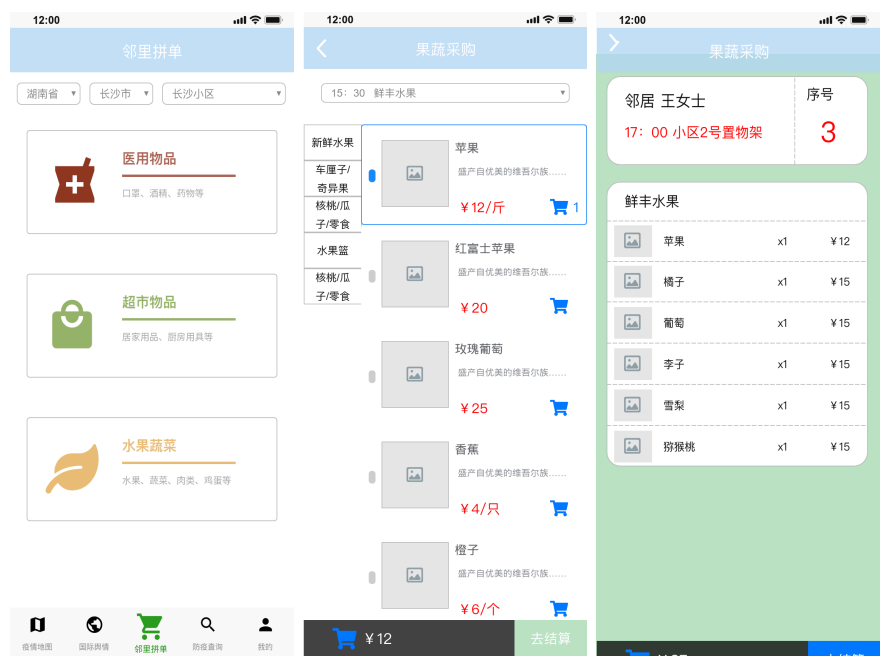 12:00
邻里拼单
湖南省
长沙市
长沙小区
医用物品
口罩、酒精、药物等
超市物品
居家用品、厨房用具等
水果蔬菜
水果、蔬菜、肉类、鸡蛋等
疫情地图
国际舆情
邻里拼单
防疫查询
我的
12:00
果蔬采购
15：30 鲜丰水果
新鲜水果
车厘子/
奇异果
核桃/瓜
子/零食
水果篮
核桃/瓜
子/零食
苹果
盛产自优美的维吾尔族......
￥12/斤
1
红富士苹果
盛产自优美的维吾尔族......
￥20
玫瑰葡萄
盛产自优美的维吾尔族......
￥25
香蕉
盛产自优美的维吾尔族......
￥4/只
橙子
盛产自优美的维吾尔族......
￥6/个
￥12
去结算
12:00
果蔬采购
邻居 王女士
17：00 小区2号置物架
序号
3
鲜丰水果
苹果 x1 ￥12
橘子 x1 ￥15
葡萄 x1 ￥15
李子 x1 ￥15
雪梨 x1 ￥15
猕猴桃 x1 ￥15